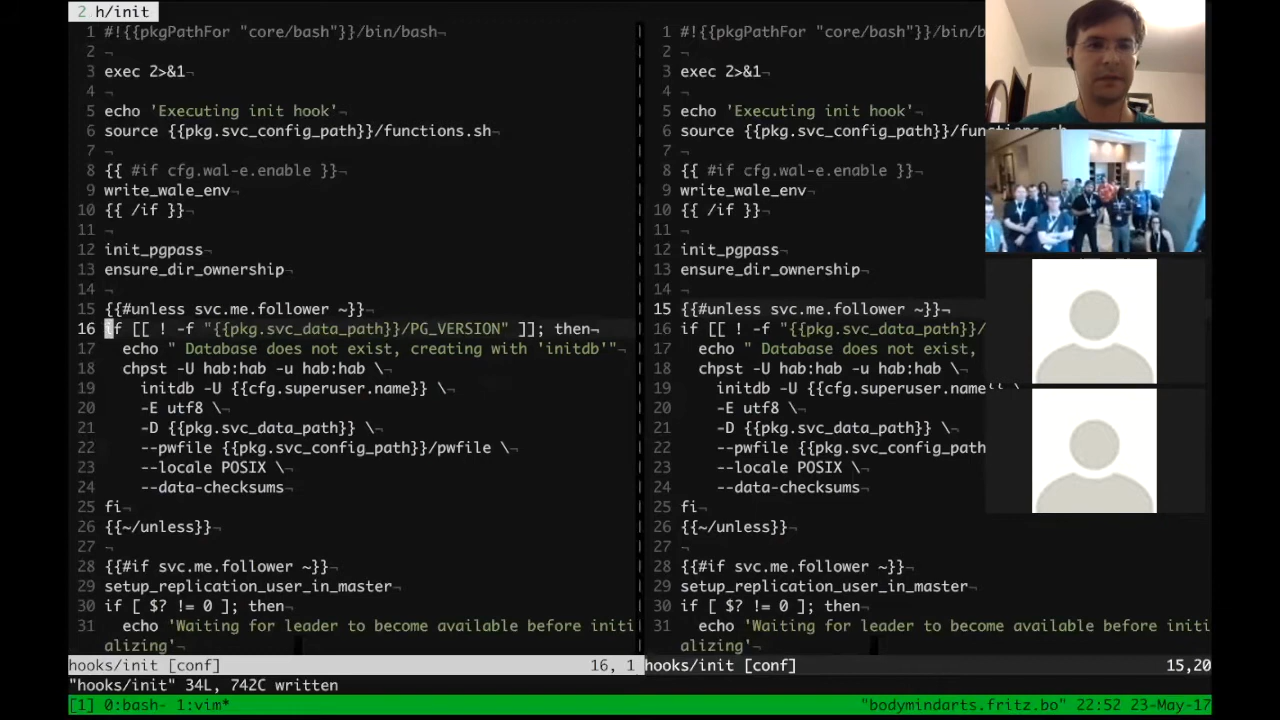 2 h/init
1 #!{{pkgPathFor "core/bash"}}/bin/bash¬
2 ¬
3 exec 2>&1¬
4 ¬
5 echo 'Executing init hook'¬
6 source {{pkg.svc_config_path}}/functions.sh¬
7 ¬
8 {{ #if cfg.wal-e.enable }}¬
9 write_wale_env¬
10 {{ /if }}¬
11 ¬
12 init_pgpass¬
13 ensure_dir_ownership¬
14 ¬
15 {{#unless svc.me.follower ~}}¬
16 if [[ ! -f "{{pkg.svc_data_path}}/PG_VERSION" ]]; then¬
17 echo " Database does not exist, creating with 'initdb'"¬
18 chpst -U hab:hab -u hab:hab \¬
19 initdb -U {{cfg.superuser.name}} \¬
20 -E utf8 \¬
21 -D {{pkg.svc_data_path}} \¬
22 --pwfile {{pkg.svc_config_path}}/pwfile \¬
23 --locale POSIX \¬
24 --data-checksums¬
25 fi¬
26 {{~/unless}}¬
27 ¬
28 {{#if svc.me.follower ~}}¬
29 setup_replication_user_in_master¬
30 if [ $? != 0 ]; then¬
31 echo 'Waiting for leader to become available before initi
alizing'¬
hooks/init [conf] 16, 1
1 #!{{pkgPathFor "core/bash"}}/bin/b
2 ¬
3 exec 2>&1¬
4 ¬
5 echo 'Executing init hook'¬
6 source {{pkg.svc_config_path}}/functions.sh¬
7 ¬
8 {{ #if cfg.wal-e.enable }}¬
9 write_wale_env¬
10 {{ /if }}¬
11 ¬
12 init_pgpass¬
13 ensure_dir_ownership¬
14 ¬
15 {{#unless svc.me.follower ~}}¬
16 if [[ ! -f "{{pkg.svc_data_path}}/
17 echo " Database does not exist,
18 chpst -U hab:hab -u hab:hab \¬
19 initdb -U {{cfg.superuser.name
20 -E utf8 \¬
21 -D {{pkg.svc_data_path}} \¬
22 --pwfile {{pkg.svc_config_path
23 --locale POSIX \¬
24 --data-checksums¬
25 fi¬
26 {{~/unless}}¬
27 ¬
28 {{#if svc.me.follower ~}}¬
29 setup_replication_user_in_master¬
30 if [ $? != 0 ]; then¬
31 echo 'Waiting for leader to become available before initi
alizing'¬
hooks/init [conf] 15,20
"hooks/init" 34L, 742C written
[1] 0:bash- 1:vim* "bodymindarts.fritz.bo" 22:52 23-May-17